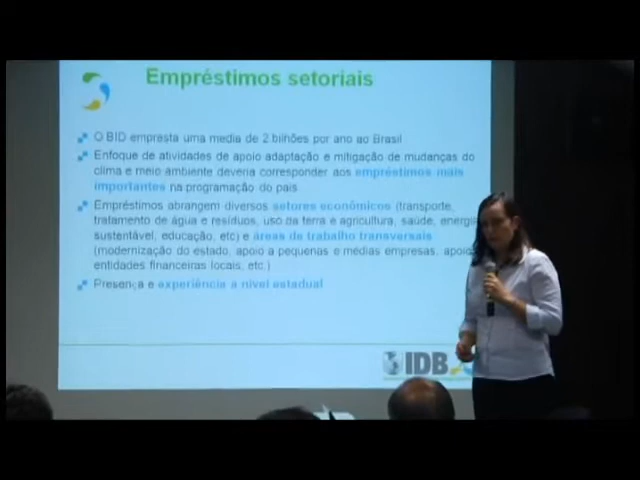 Empréstimos setoriais
O BID empresta uma media de 2 bilhões por ano ao Brasil
Enfoque de atividades de apoio adaptação e mitigação de mudanças do
clima e meio ambiente deveria corresponder aos empréstimos mais
importantes na programação do pais
Empréstimos abrangem diversos setores econômicos (transporte,
tratamento de água e resíduos, uso da terra e agricultura, saúde, energia
sustentável, educação, etc) e áreas de trabalho transversais
(modernização do estado, apoio a pequenas e médias empresas, apoio
entidades financeiras locais, etc.)
Presença e experiência a nível estadual
IDB